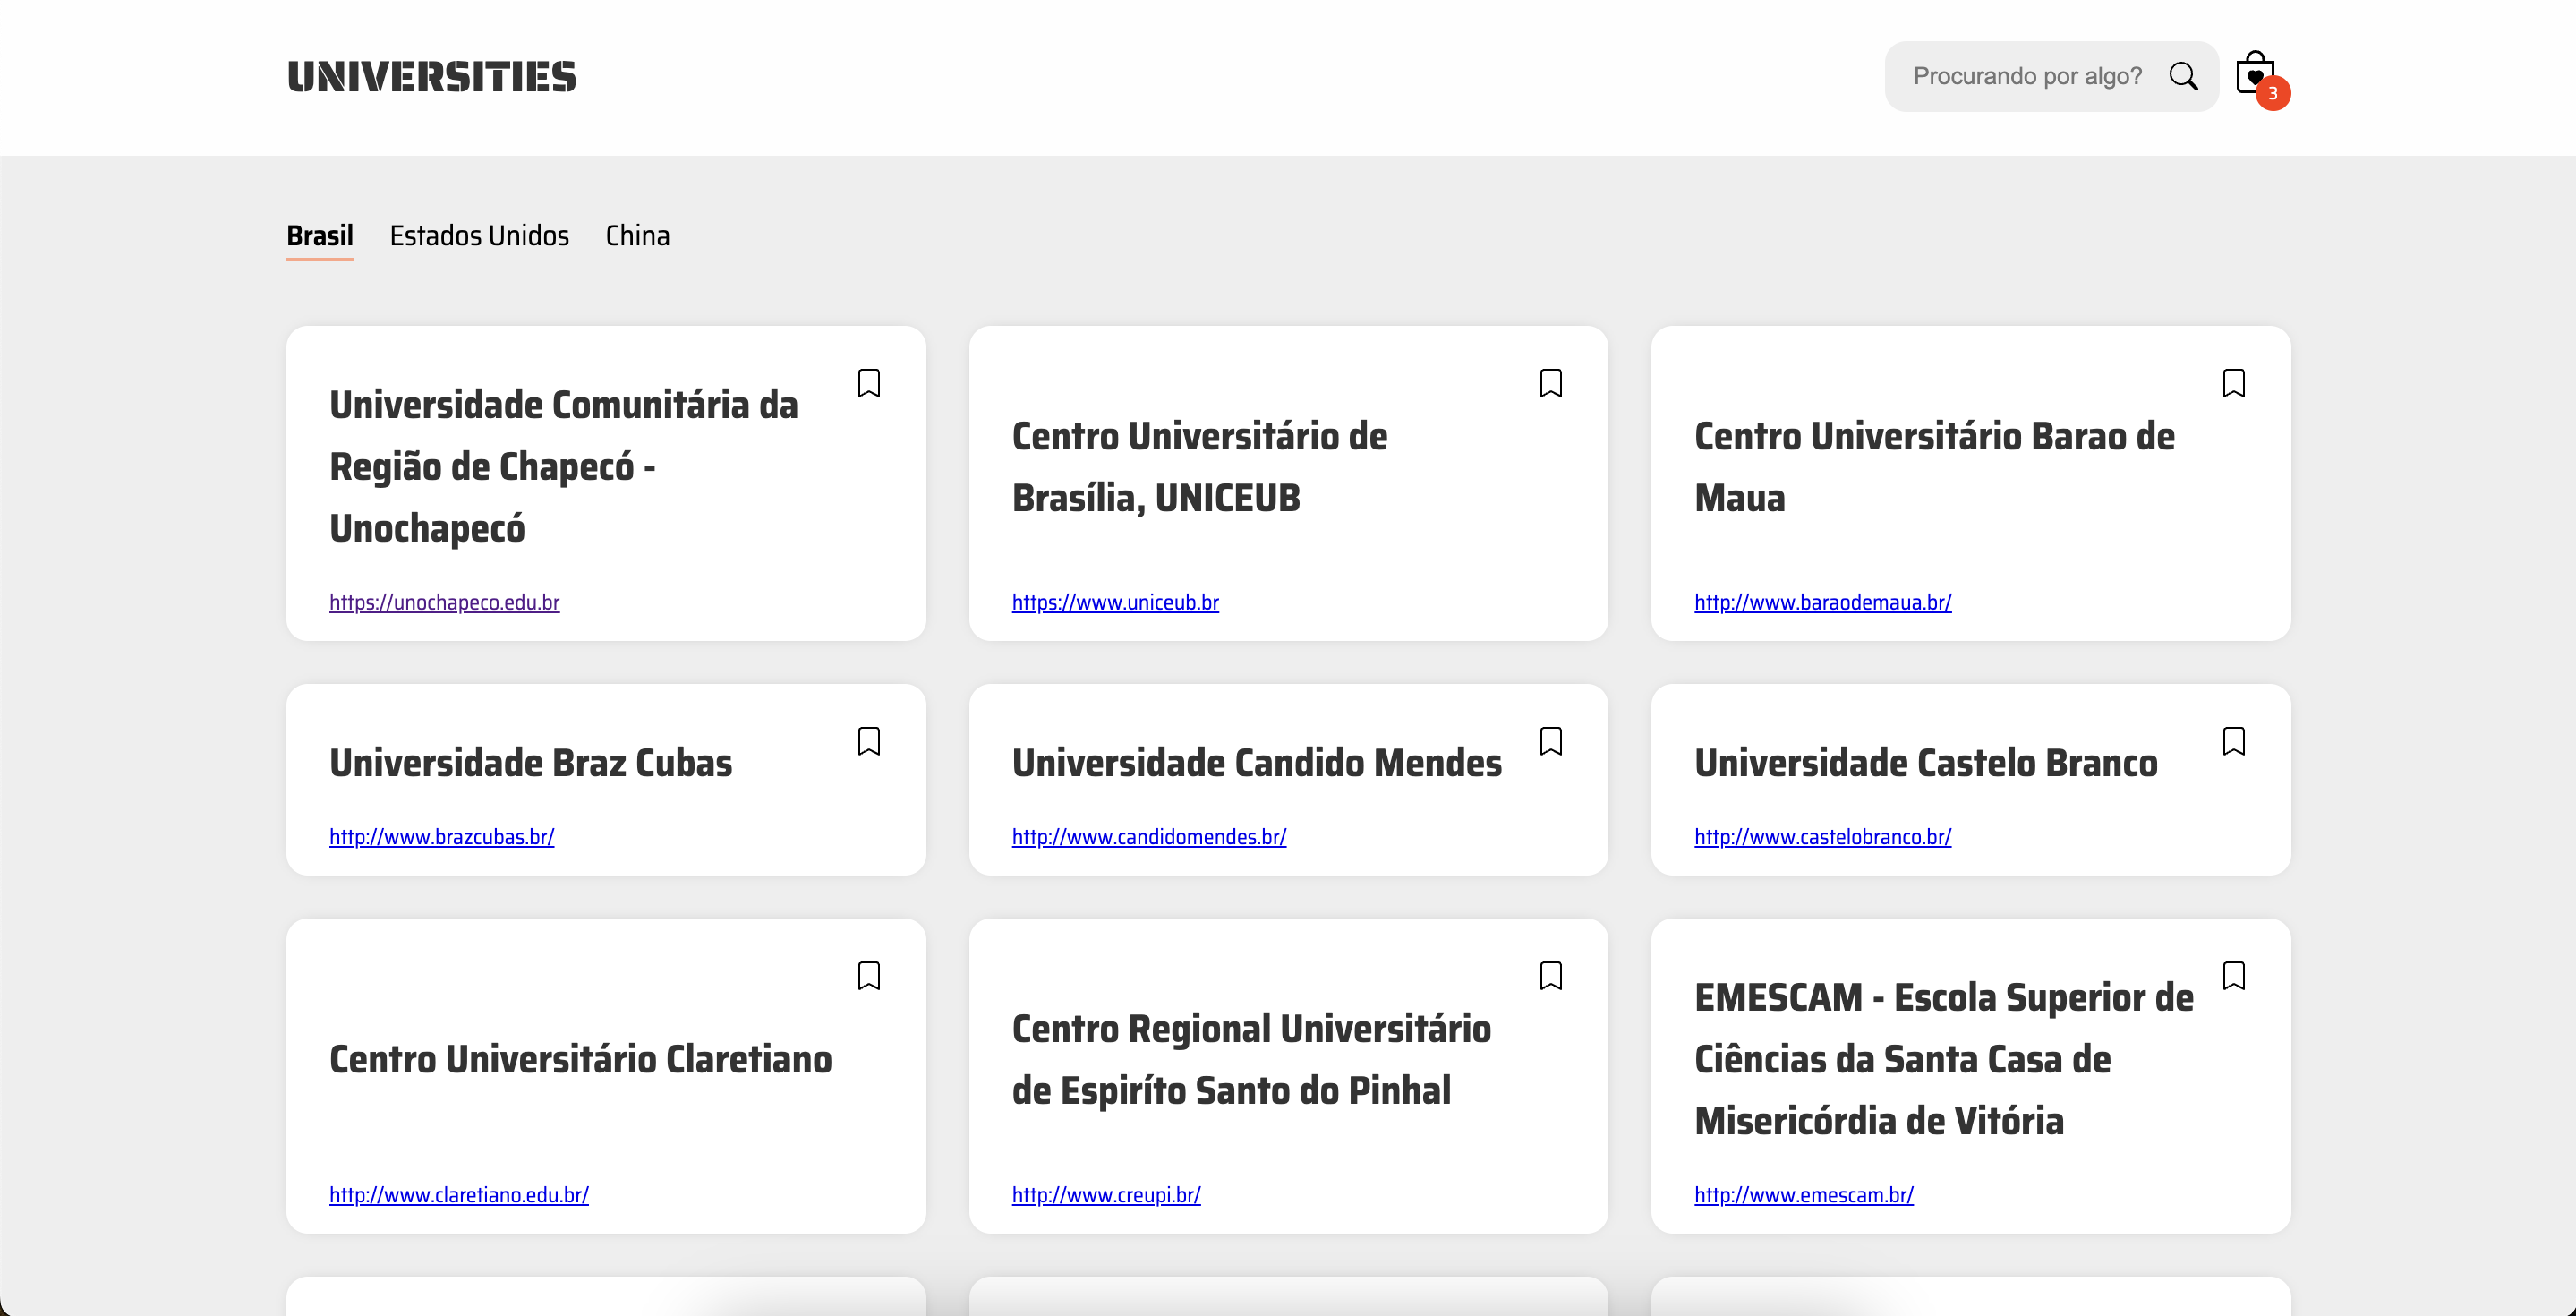 UNIVERSITIES
Procurando por algo?
3
Brasil Estados Unidos China
Universidade Comunitária da
Região de Chapecó -
Unochapecó
https://unochapeco.edu.br
Centro Universitário de
Brasília, UNICEUB
https://www.uniceub.br
Centro Universitário Barao de
Maua
http://www.baraodemaua.br/
Universidade Braz Cubas
http://www.brazcubas.br/
Universidade Candido Mendes
http://www.candidomendes.br/
Universidade Castelo Branco
http://www.castelobranco.br/
Centro Universitário Claretiano
http://www.claretiano.edu.br/
Centro Regional Universitário
de Espiríto Santo do Pinhal
http://www.creupi.br/
EMESCAM - Escola Superior de
Ciências da Santa Casa de
Misericórdia de Vitória
http://www.emescam.br/